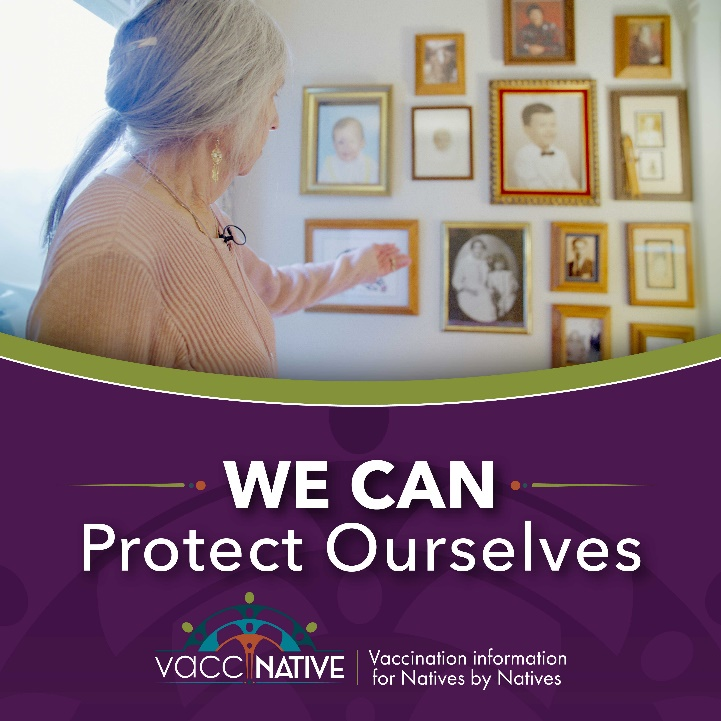 WE CAN
Protect Ourselves
vaccINATIVE
Vaccination information
for Natives by Natives